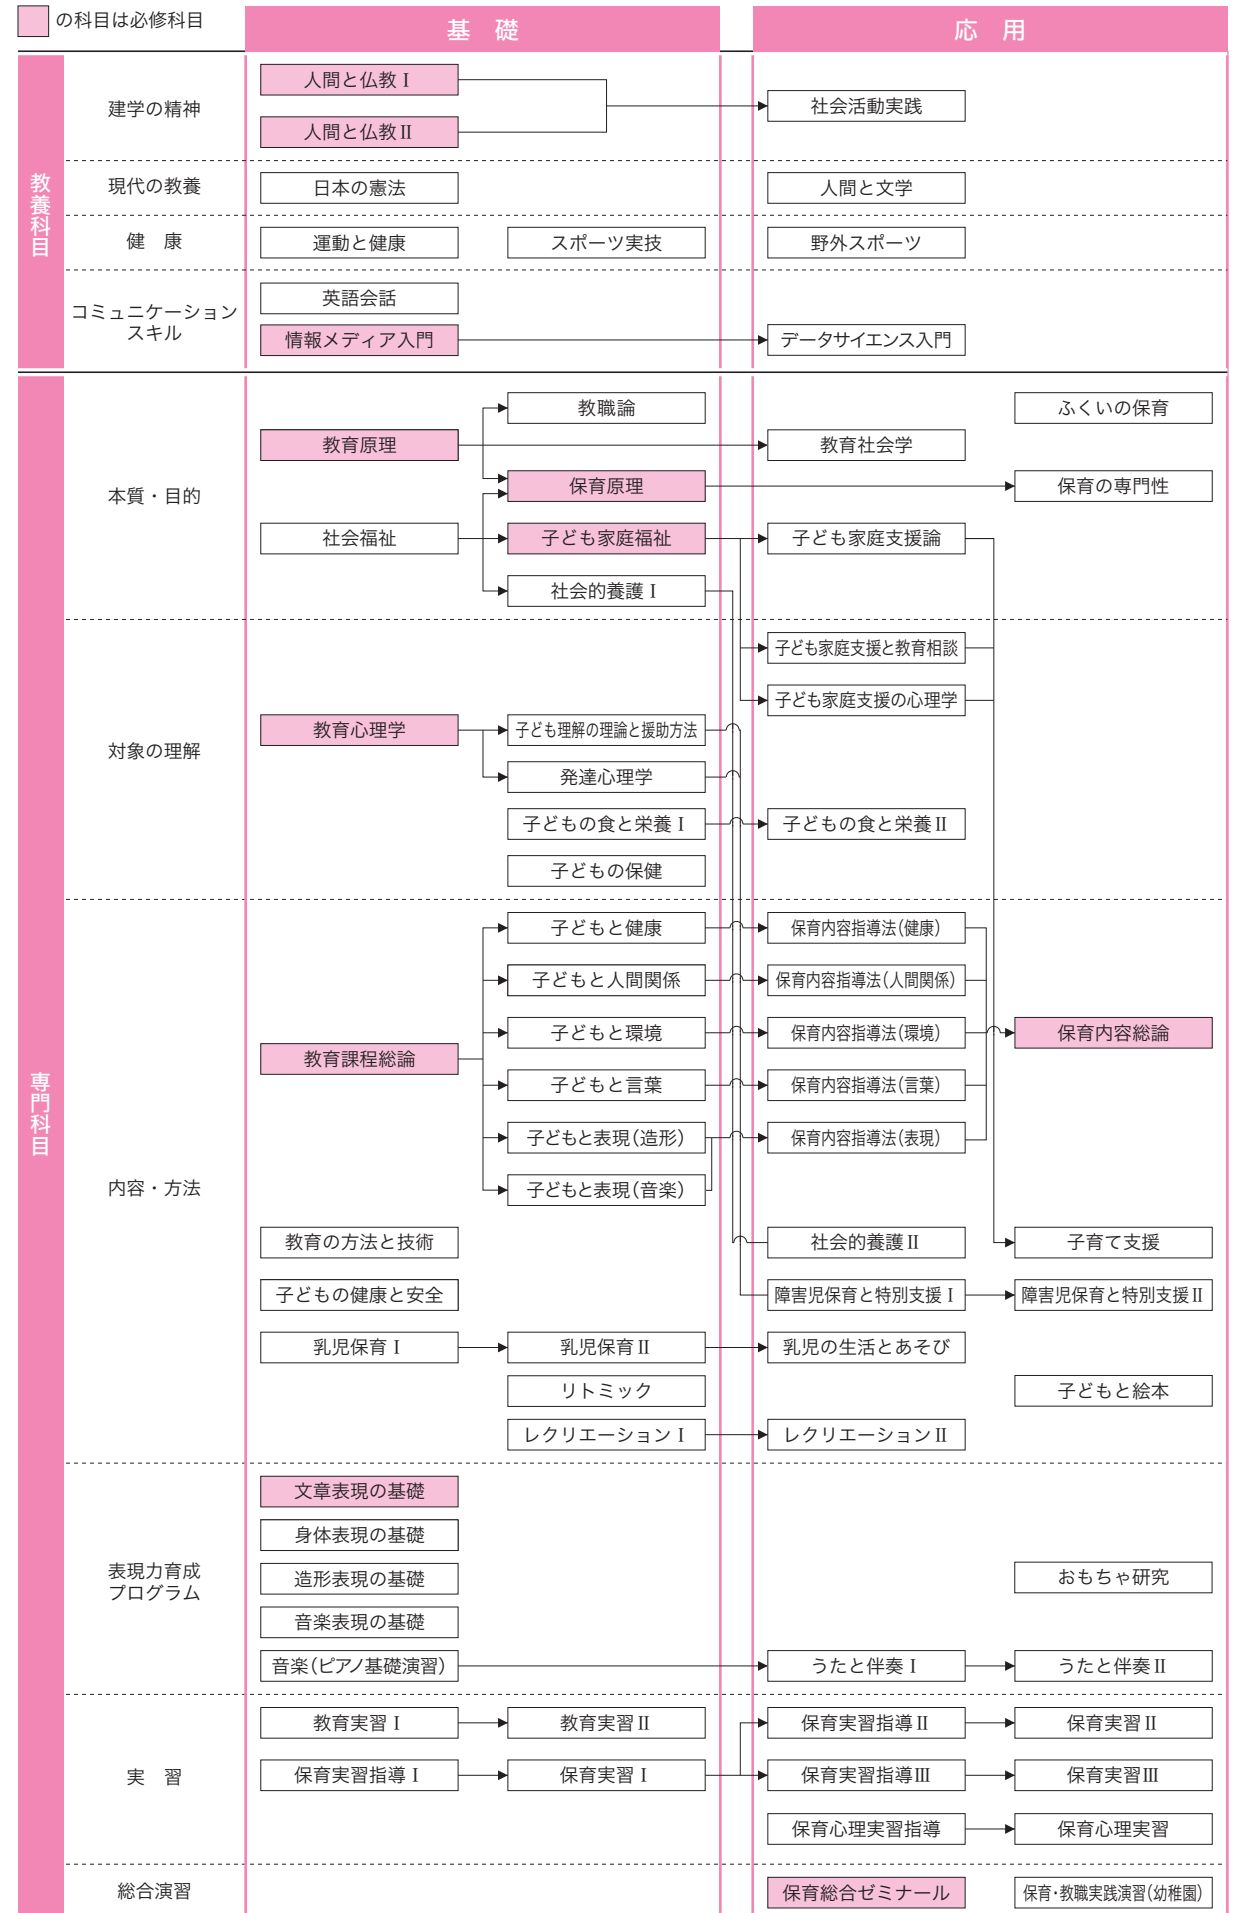 の科目は必修科目
基 礎
応 用
教養科目
建学の精神
人間と仏教Ⅰ
人間と仏教Ⅱ
社会活動実践
現代の教養
日本の憲法
人間と文学
健 康
運動と健康
スポーツ実技
野外スポーツ
コミュニケーション
スキル
英語会話
情報メディア入門
データサイエンス入門
専門科目
本質・目的
教職論
ふくいの保育
教育原理
教育社会学
保育原理
保育の専門性
社会福祉
子ども家庭福祉
子ども家庭支援論
社会的養護Ⅰ
対象の理解
子ども家庭支援と教育相談
子ども家庭支援の心理学
教育心理学
子ども理解の理論と援助方法
発達心理学
子どもの食と栄養Ⅰ
子どもの食と栄養Ⅱ
子どもの保健
内容・方法
子どもと健康
保育内容指導法(健康)
子どもと人間関係
保育内容指導法(人間関係)
子どもと環境
保育内容指導法(環境)
保育内容総論
教育課程総論
子どもと言葉
保育内容指導法(言葉)
子どもと表現(造形)
保育内容指導法(表現)
子どもと表現(音楽)
教育の方法と技術
社会的養護Ⅱ
子育て支援
子どもの健康と安全
障害児保育と特別支援Ⅰ
障害児保育と特別支援Ⅱ
乳児保育Ⅰ
乳児保育Ⅱ
乳児の生活とあそび
リトミック
子どもと絵本
レクリエーションⅠ
レクリエーションⅡ
表現力育成
プログラム
文章表現の基礎
身体表現の基礎
造形表現の基礎
おもちゃ研究
音楽表現の基礎
音楽(ピアノ基礎演習)
うたと伴奏Ⅰ
うたと伴奏Ⅱ
実 習
教育実習Ⅰ
教育実習Ⅱ
保育実習指導Ⅱ
保育実習Ⅱ
保育実習指導Ⅰ
保育実習Ⅰ
保育実習指導Ⅲ
保育実習Ⅲ
保育心理実習指導
保育心理実習
総合演習
保育総合ゼミナール
保育・教職実践演習(幼稚園)